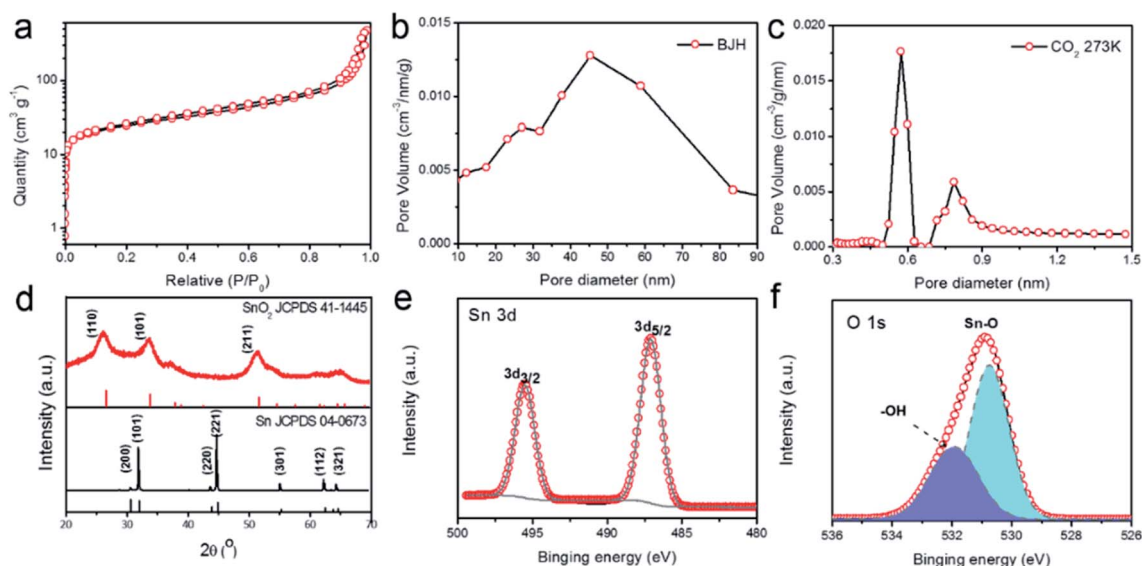 a
Quantity (cm³ g⁻¹)
100
10
1
0.0 0.2 0.4 0.6 0.8 1.0
Relative (P/P₀)
b
Pore Volume (cm⁻³/nm/g)
0.015
0.010
0.005
0.000
BJH
10 20 30 40 50 60 70 80 90
Pore diameter (nm)
c
Pore Volume (cm⁻³/g/nm)
0.020
0.015
0.010
0.005
0.000
CO₂ 273K
0.3 0.6 0.9 1.2 1.5
Pore diameter (nm)
d
Intensity (a.u.)
SnO₂ JCPDS 41-1445
(110)
(101)
(211)
Sn JCPDS 04-0673
(200)
(101)
(220)
(221)
(301)
(112)
(321)
20 30 40 50 60 70
2θ (°)
e
Intensity (a.u.)
Sn 3d
3d₃/₂
3d₅/₂
500 495 490 485 480
Binging energy (eV)
f
Intensity (a.u.)
O 1s
Sn-O
-OH
536 534 532 530 528 526
Binging energy (eV)